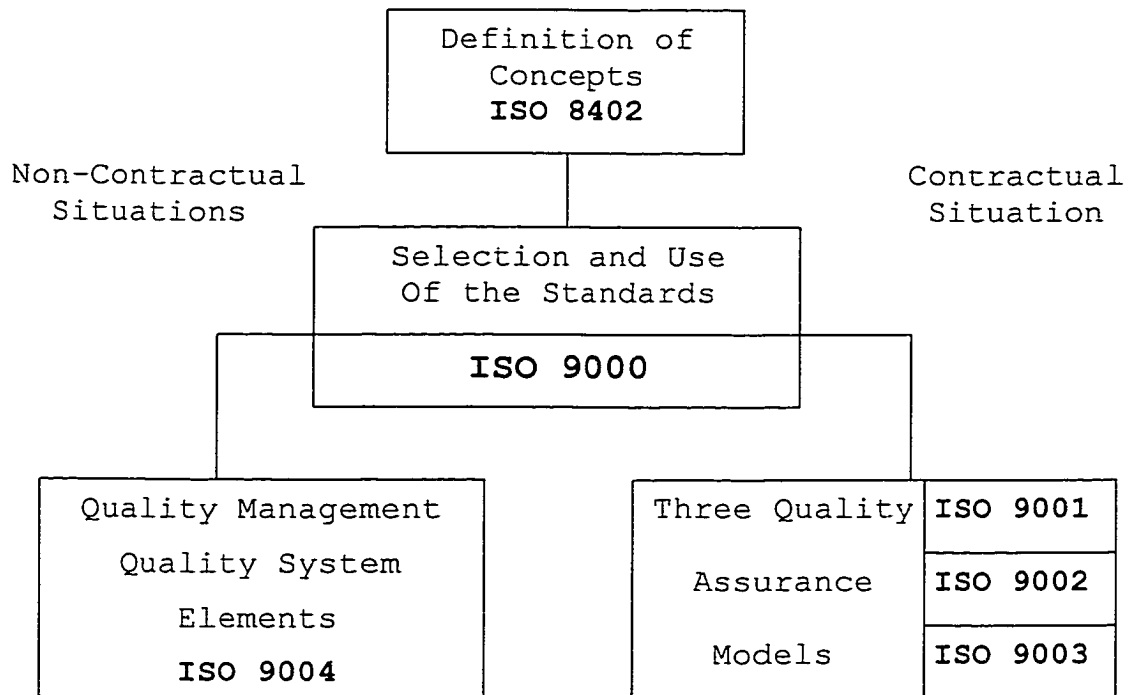 Definition of
Concepts
ISO 8402
Non-Contractual
Situations
Contractual
Situation
Selection and Use
Of the Standards
ISO 9000
Quality Management
Quality System
Elements
ISO 9004
Three Quality
Assurance
Models
ISO 9001
ISO 9002
ISO 9003